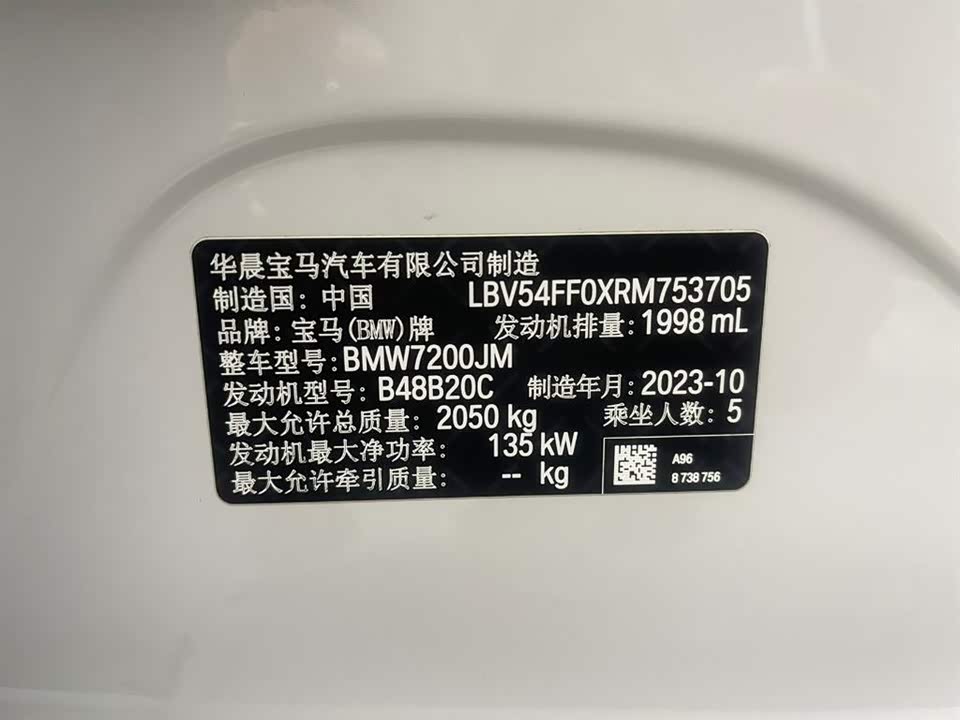 华晨宝马汽车有限公司制造
制造国：中国 LBV54FF0XRM753705
品牌：宝马(BMW)牌 发动机排量：1998 mL
整车型号：BMW7200JM
发动机型号：B48B20C 制造年月：2023-10
最大允许总质量：2050 kg 乘坐人数：5
发动机最大净功率：135 kW
最大允许牵引质量：-- kg
A96
8 738 756